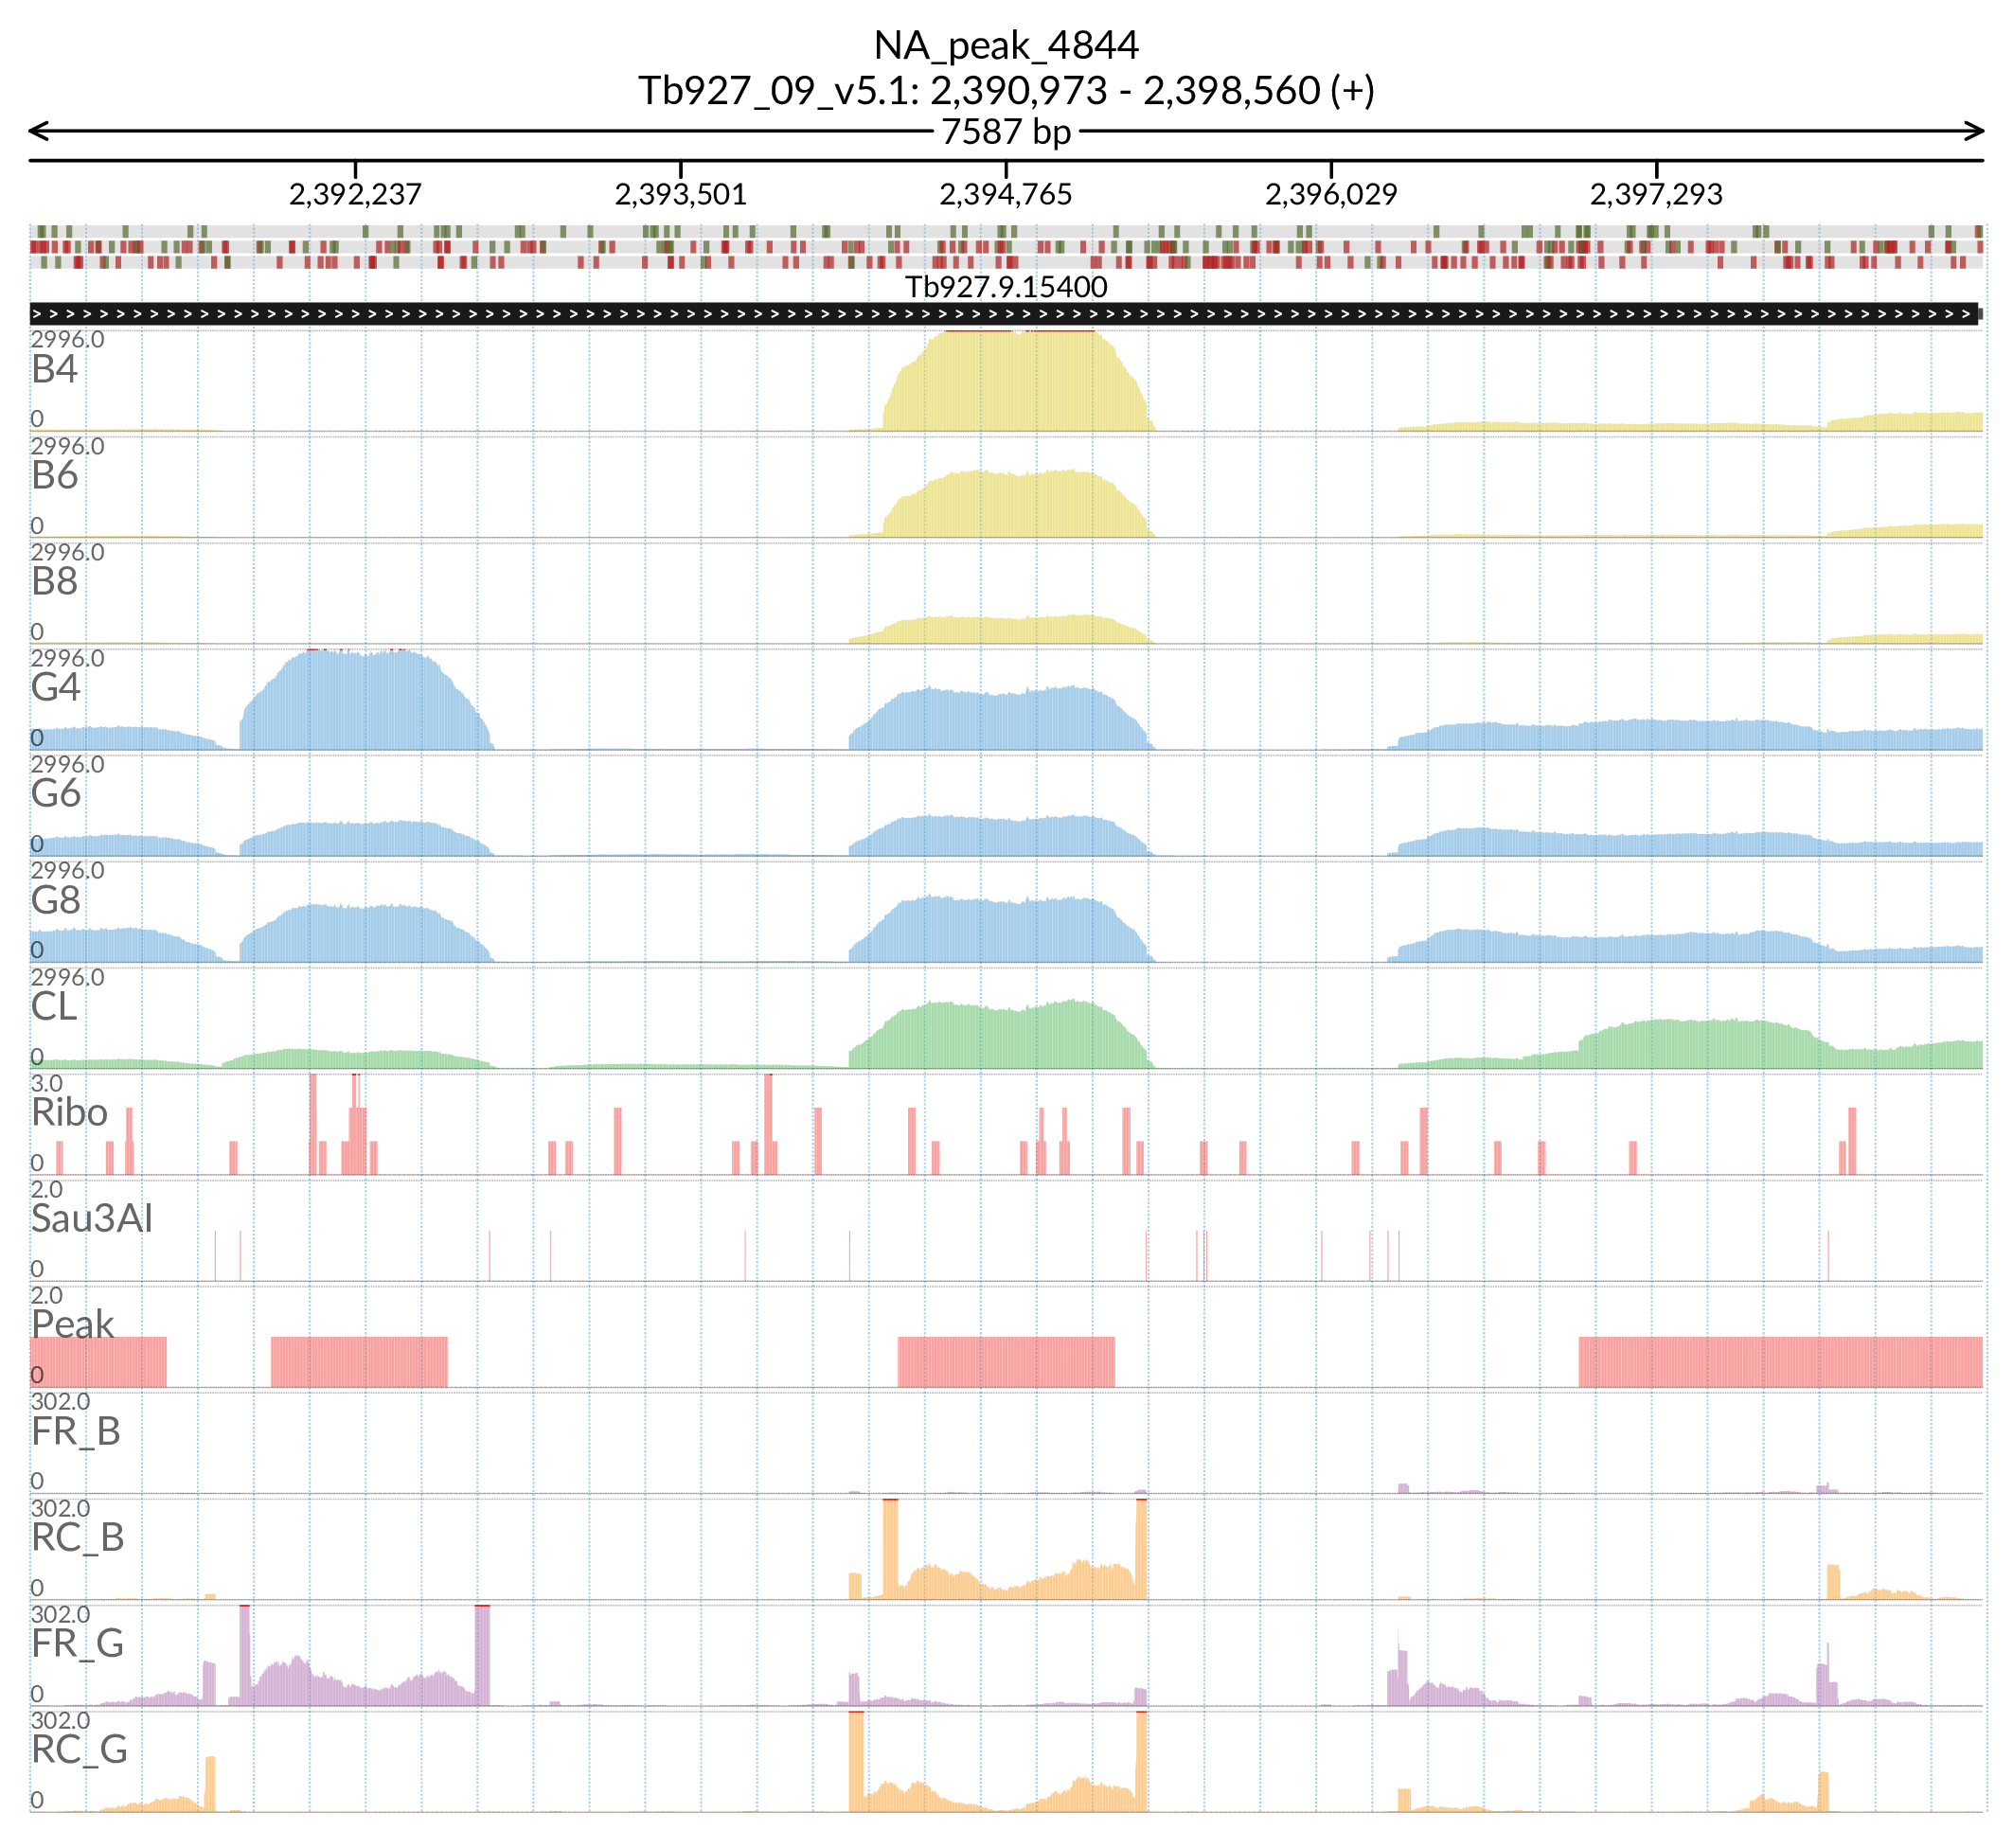 NA_peak_4844
Tb927_09_v5.1: 2,390,973 - 2,398,560 (+)
7587 bp
2,392,237 2,393,501 2,394,765 2,396,029 2,397,293
Tb927.9.15400
2996.0
B4
0
2996.0
B6
0
2996.0
B8
0
2996.0
G4
0
2996.0
G6
0
2996.0
G8
0
2996.0
CL
0
3.0
Ribo
0
2.0
Sau3AI
0
2.0
Peak
0
302.0
FR_B
0
302.0
RC_B
0
302.0
FR_G
0
302.0
RC_G
0